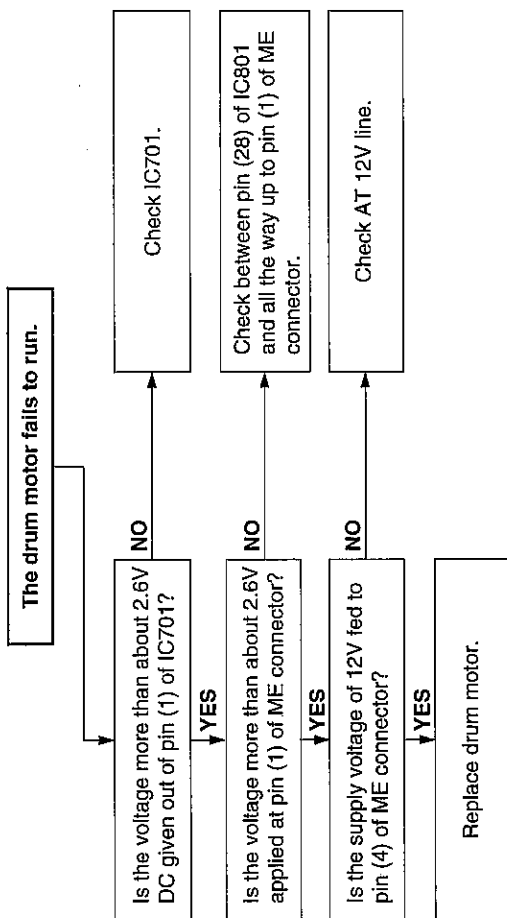 The drum motor fails to run.
Is the voltage more than about 2.6V
DC given out of pin (1) of IC701?
NO
Check IC701.
YES
Is the voltage more than about 2.6V
applied at pin (1) of ME connector?
NO
Check between pin (28) of IC801
and all the way up to pin (1) of ME
connector.
YES
Is the supply voltage of 12V fed to
pin (4) of ME connector?
NO
Check AT 12V line.
YES
Replace drum motor.